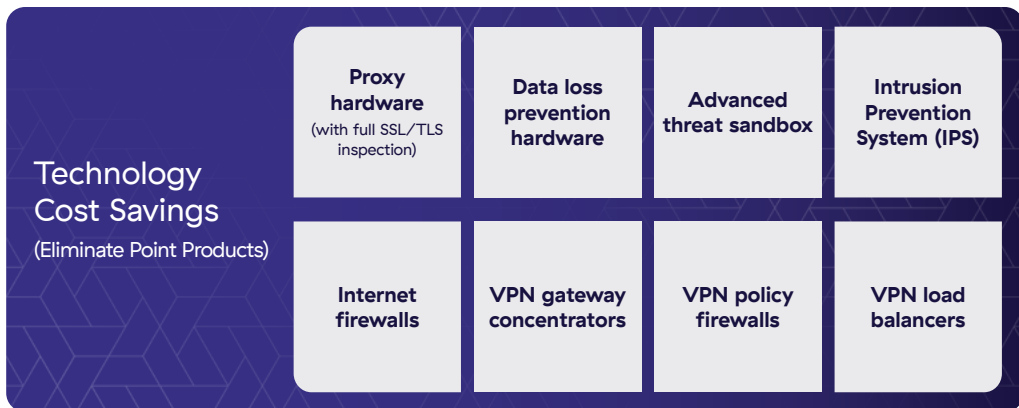 Technology
Cost Savings
(Eliminate Point Products)
Proxy
hardware
(with full SSL/TLS
inspection)
Data loss
prevention
hardware
Advanced
threat sandbox
Intrusion
Prevention
System (IPS)
Internet
firewalls
VPN gateway
concentrators
VPN policy
firewalls
VPN load
balancers